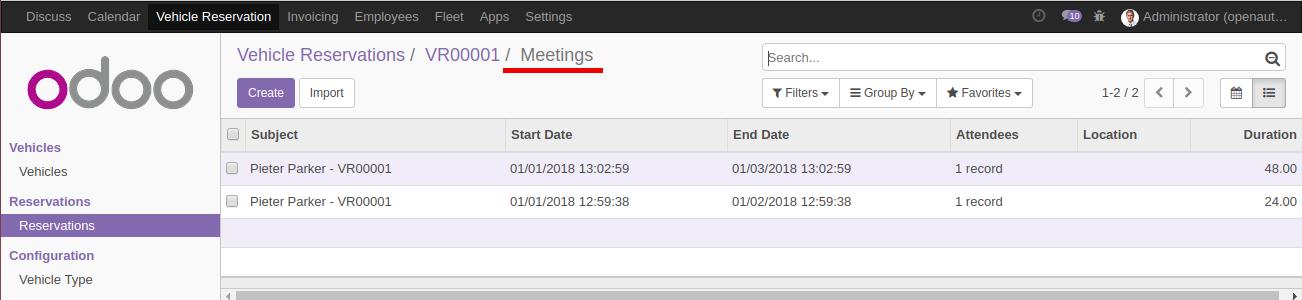 Discuss Calendar Vehicle Reservation Invoicing Employees Fleet Apps Settings 10 Administrator (openaut...
odoo
Vehicle Reservations / VR00001 / Meetings
Search...
Create Import
Filters Group By Favorites 1-2 / 2
Subject Start Date End Date Attendees Location Duration
Vehicles
Pieter Parker - VR00001 01/01/2018 13:02:59 01/03/2018 13:02:59 1 record 48.00
Vehicles
Pieter Parker - VR00001 01/01/2018 12:59:38 01/02/2018 12:59:38 1 record 24.00
Reservations
Reservations
Configuration
Vehicle Type